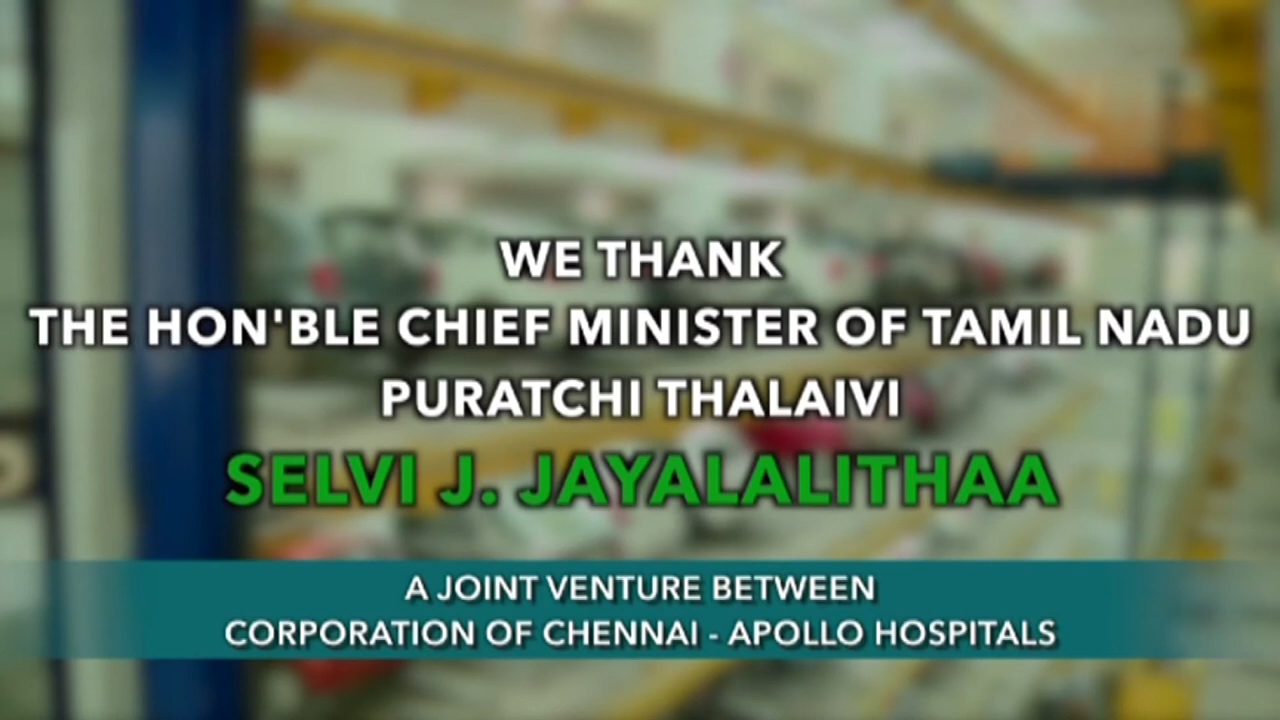 WE THANK
THE HON'BLE CHIEF MINISTER OF TAMIL NADU
PURATCHI THALAIVI
SELVI J. JAYALALITHAA
A JOINT VENTURE BETWEEN
CORPORATION OF CHENNAI - APOLLO HOSPITALS